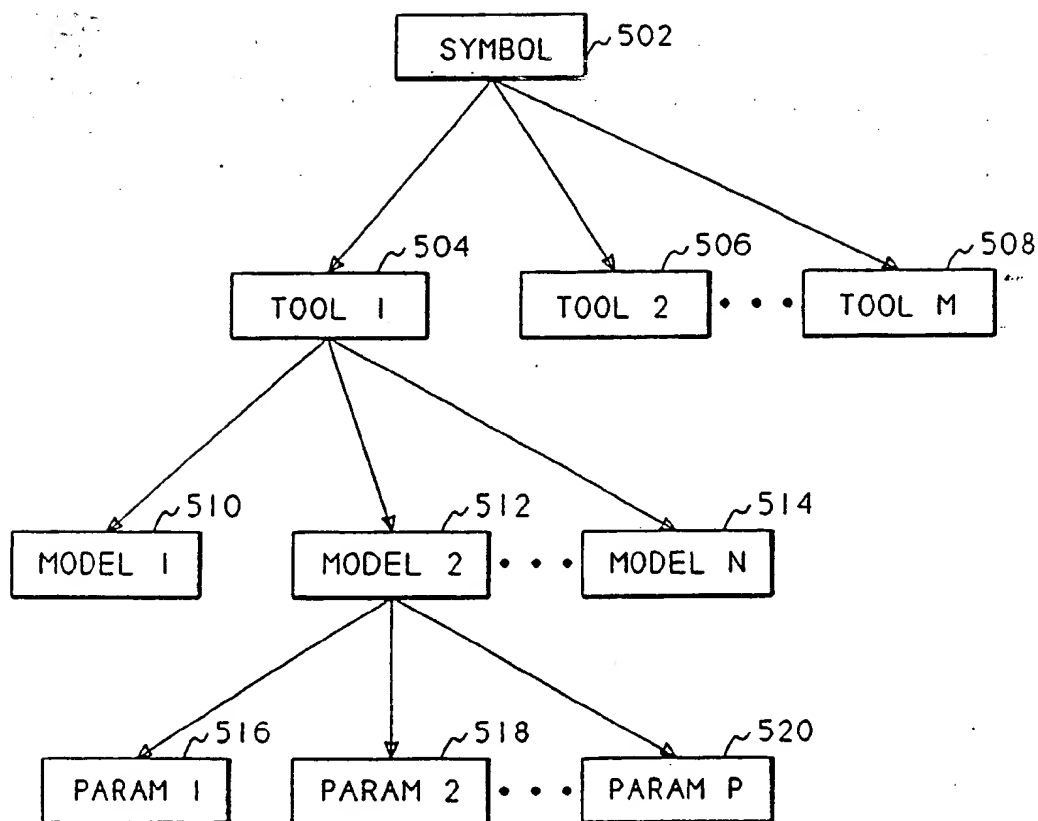 SYMBOL 502
504 506 508
TOOL 1 TOOL 2 • • • TOOL M
510 512 514
MODEL 1 MODEL 2 • • • MODEL N
516 518 520
PARAM 1 PARAM 2 • • • PARAM P